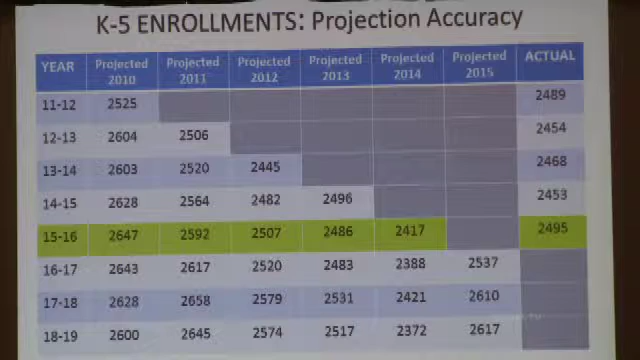 K-5 ENROLLMENTS: Projection Accuracy
YEAR Projected 2010 Projected 2011 Projected 2012 Projected 2013 Projected 2014 Projected 2015 ACTUAL
11-12 2525 2489
12-13 2604 2506 2454
13-14 2603 2520 2445 2468
14-15 2628 2564 2482 2496 2453
15-16 2647 2592 2507 2486 2417 2495
16-17 2643 2617 2520 2483 2388 2537
17-18 2628 2658 2579 2531 2421 2610
18-19 2600 2645 2574 2517 2372 2617